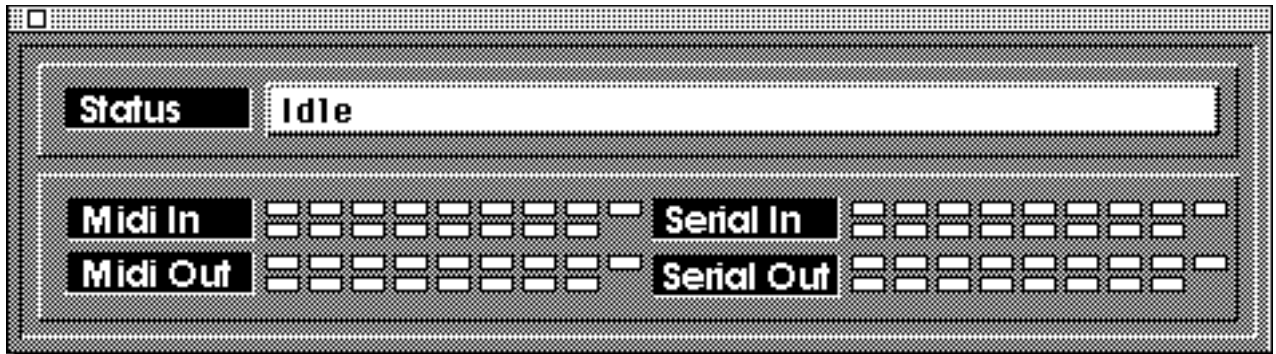 Status Idle
Midi In Serial In
Midi Out Serial Out